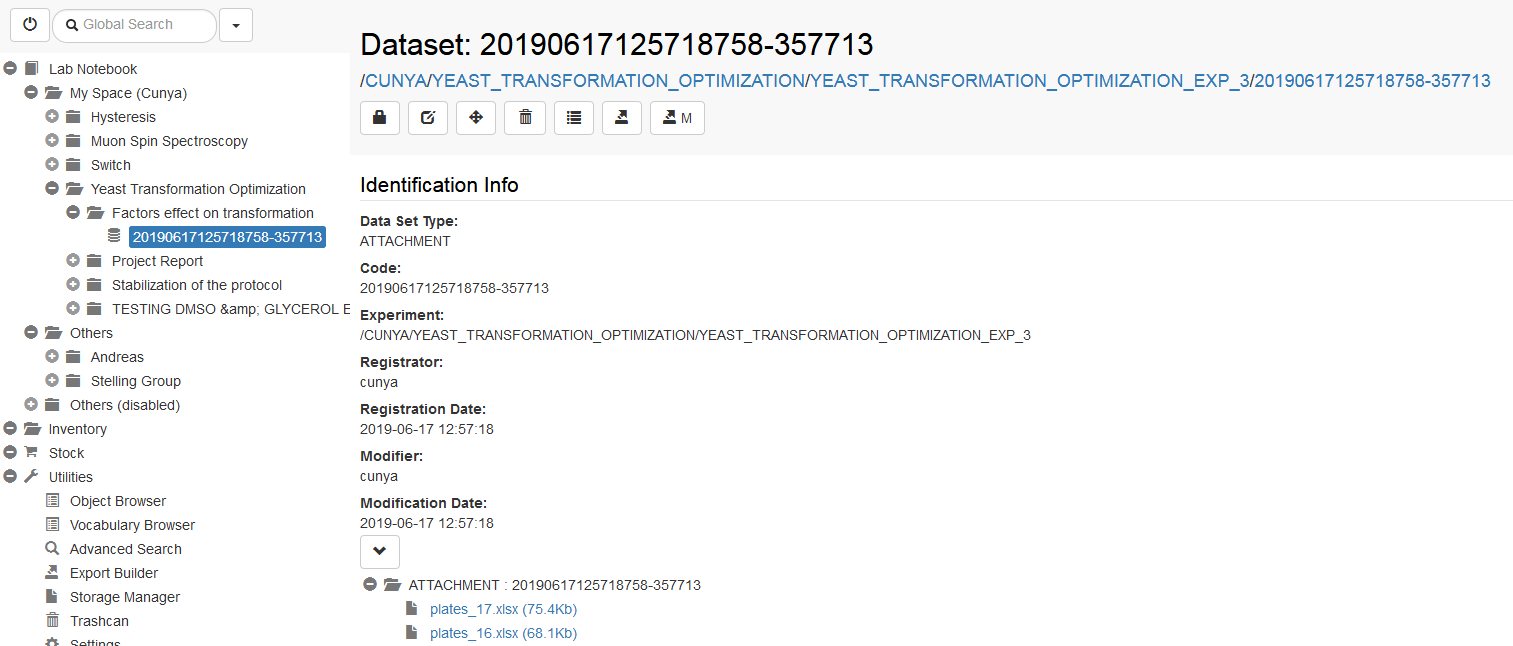 Global Search
Lab Notebook
My Space (Cunya)
Hysteresis
Muon Spin Spectroscopy
Switch
Yeast Transformation Optimization
Factors effect on transformation
20190617125718758-357713
Project Report
Stabilization of the protocol
TESTING DMSO &amp; GLYCEROL E
Others
Andreas
Stelling Group
Others (disabled)
Inventory
Stock
Utilities
Object Browser
Vocabulary Browser
Advanced Search
Export Builder
Storage Manager
Trashcan
Settings
Dataset: 20190617125718758-357713
/CUNYA/YEAST_TRANSFORMATION_OPTIMIZATION/YEAST_TRANSFORMATION_OPTIMIZATION_EXP_3/20190617125718758-357713
M
Identification Info
Data Set Type:
ATTACHMENT
Code:
20190617125718758-357713
Experiment:
/CUNYA/YEAST_TRANSFORMATION_OPTIMIZATION/YEAST_TRANSFORMATION_OPTIMIZATION_EXP_3
Registrator:
cunya
Registration Date:
2019-06-17 12:57:18
Modifier:
cunya
Modification Date:
2019-06-17 12:57:18
ATTACHMENT : 20190617125718758-357713
plates_17.xlsx (75.4Kb)
plates_16.xlsx (68.1Kb)